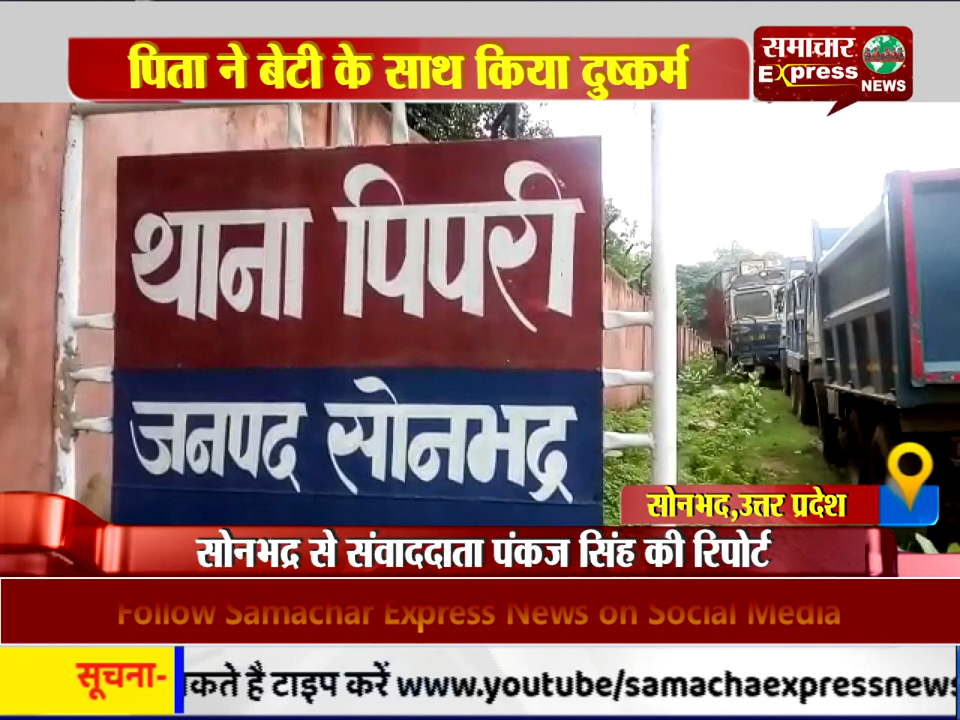 पिता ने बेटी के साथ किया दुष्कर्म
समाचार
Express
NEWS
थाना पिपरी
जनपद सोनभद्र
सोनभद,उत्तर प्रदेश
सोनभद्र से संवाददाता पंकज सिंह की रिपोर्ट
Follow Samachar Express News on Social Media
सूचना- कते है टाइप करें www.youtube/samachaexpressnews